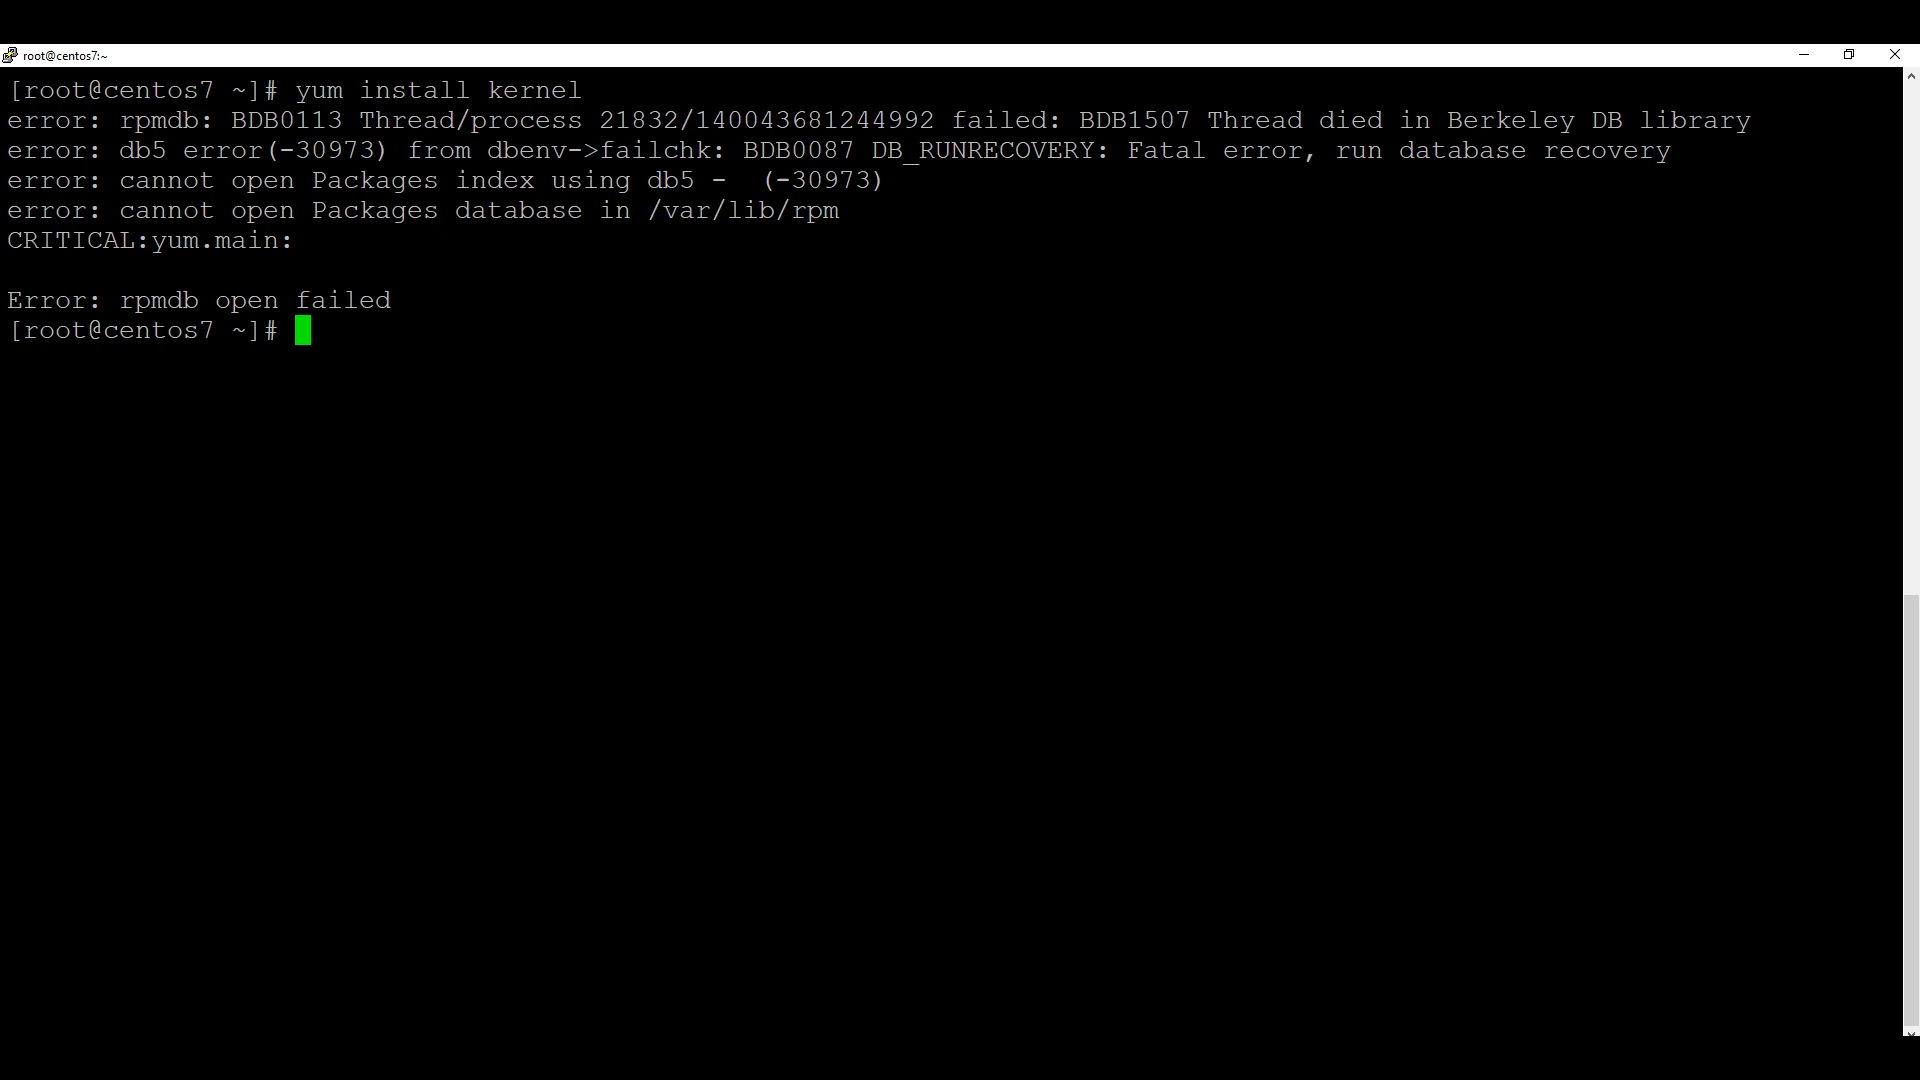 root@centos7:~
[root@centos7 ~]# yum install kernel
error: rpmdb: BDB0113 Thread/process 21832/140043681244992 failed: BDB1507 Thread died in Berkeley DB library
error: db5 error(-30973) from dbenv->failchk: BDB0087 DB_RUNRECOVERY: Fatal error, run database recovery
error: cannot open Packages index using db5 -  (-30973)
error: cannot open Packages database in /var/lib/rpm
CRITICAL:yum.main:

Error: rpmdb open failed
[root@centos7 ~]#